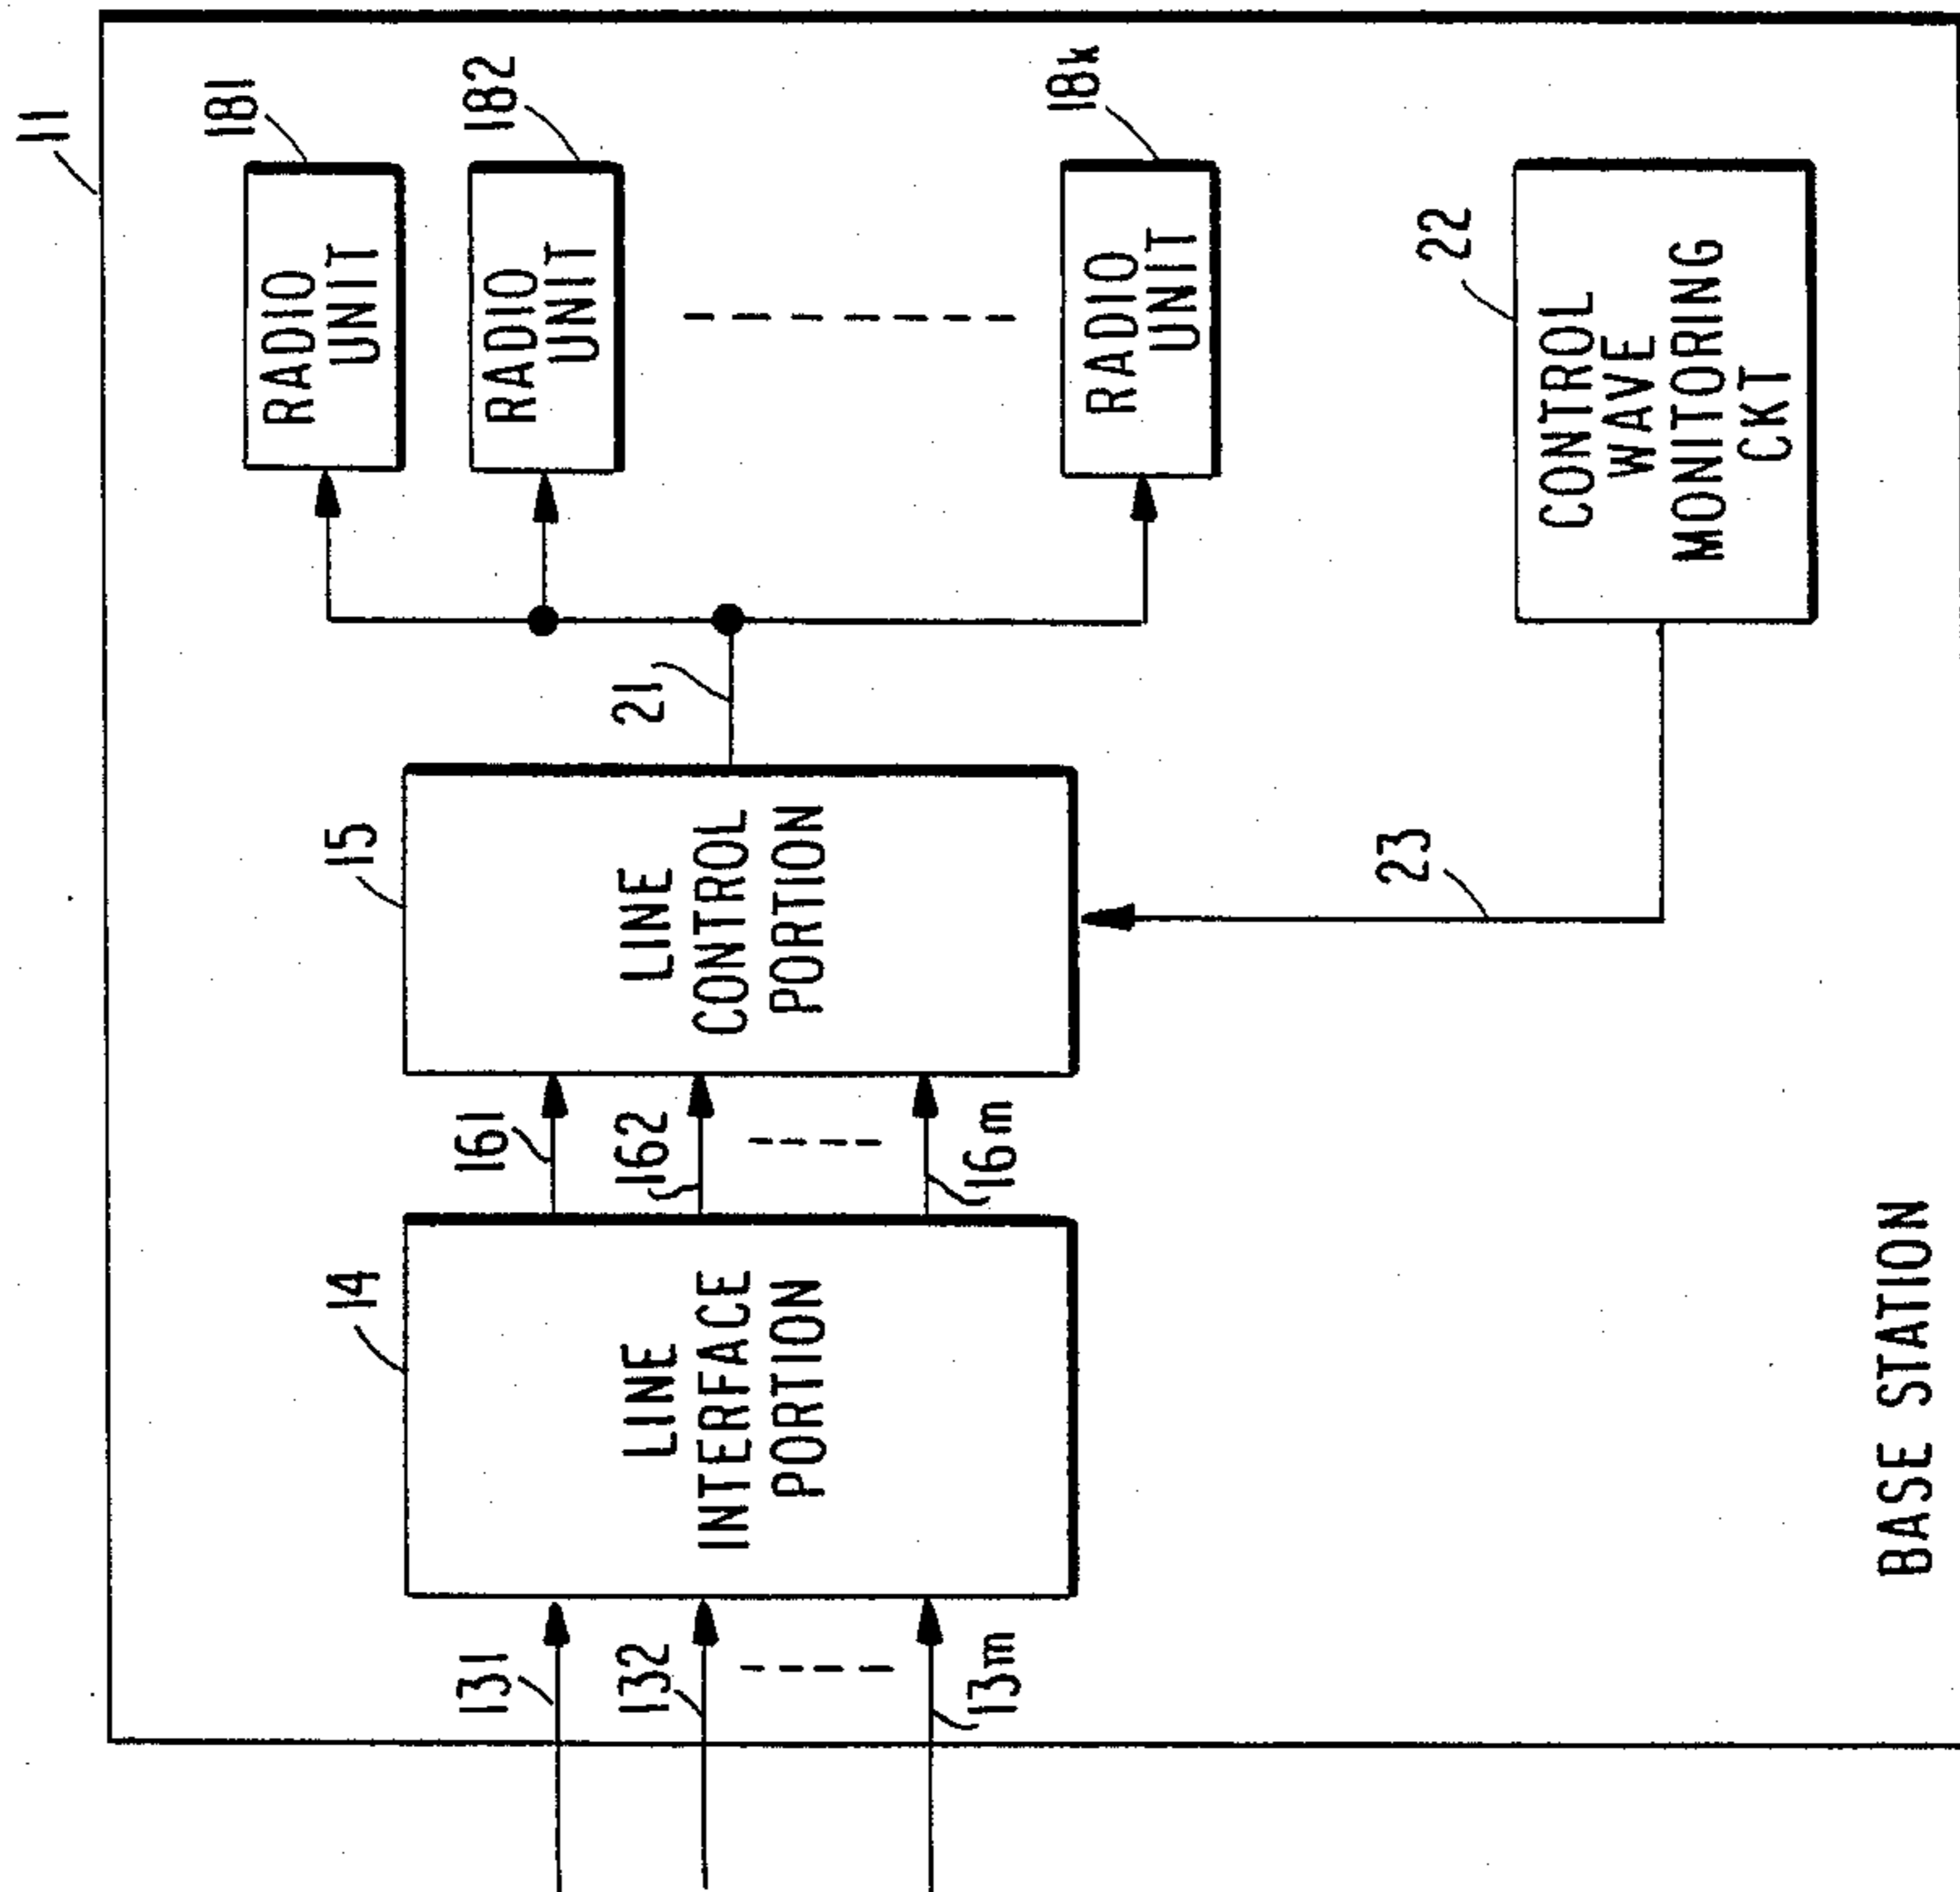 11
181
RADIO
UNIT
14
15
131
161
182
RADIO
UNIT
132
162
21
LINE
INTERFACE
PORTION
LINE
CONTROL
PORTION
13m
16m
18k
RADIO
UNIT
23
22
CONTROL
WAVE
MONITORING
CKT
BASE STATION